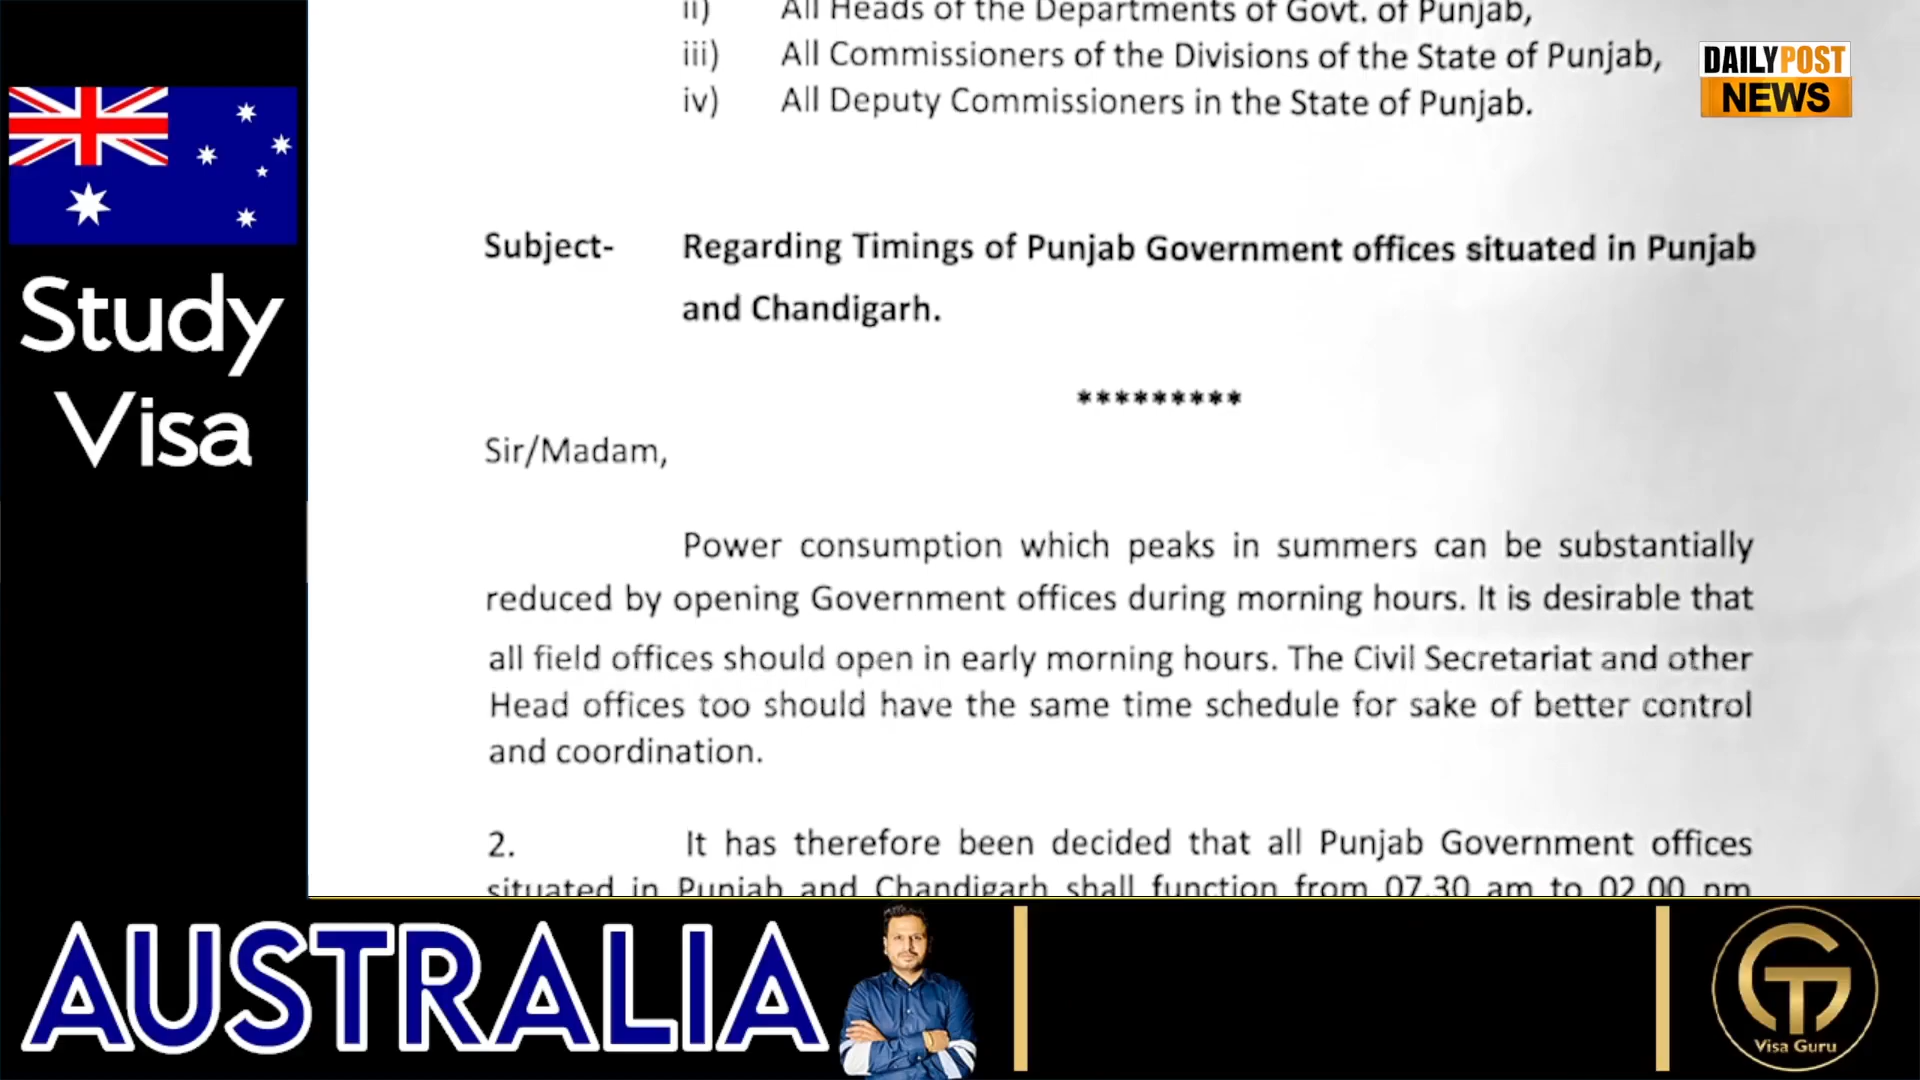 ii) All Heads of the Departments of Govt. of Punjab,
iii) All Commissioners of the Divisions of the State of Punjab,
iv) All Deputy Commissioners in the State of Punjab.
DAILYPOST
NEWS
Subject- Regarding Timings of Punjab Government offices situated in Punjab
and Chandigarh.
*********
Sir/Madam,
Power consumption which peaks in summers can be substantially
reduced by opening Government offices during morning hours. It is desirable that
all field offices should open in early morning hours. The Civil Secretariat and other
Head offices too should have the same time schedule for sake of better control
and coordination.
2. It has therefore been decided that all Punjab Government offices
situated in Punjab and Chandigarh shall function from 07.30 am to 02.00 pm
Study
Visa
AUSTRALIA
GT
Visa Guru